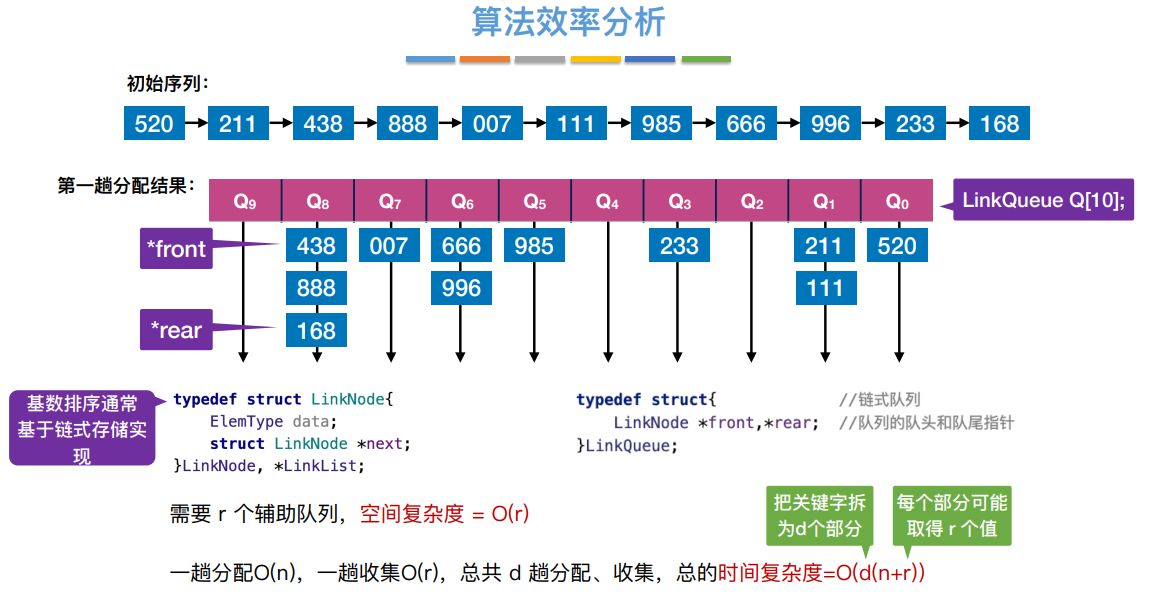 算法效率分析
初始序列：
520 211 438 888 007 111 985 666 996 233 168
第一趟分配结果：
Q9 Q8 Q7 Q6 Q5 Q4 Q3 Q2 Q1 Q0
LinkQueue Q[10];
*front
438 007 666 985 233 211 520
888 996 111
*rear
168
基数排序通常
基于链式存储实
现
typedef struct LinkNode{
ElemType data;
struct LinkNode *next;
}LinkNode, *LinkList;
typedef struct{ //链式队列
LinkNode *front,*rear; //队列的队头和队尾指针
}LinkQueue;
需要 r 个辅助队列，空间复杂度 = O(r)
把关键字拆
为d个部分
每个部分可能
取得 r 个值
一趟分配O(n)，一趟收集O(r)，总共 d 趟分配、收集，总的时间复杂度=O(d(n+r))